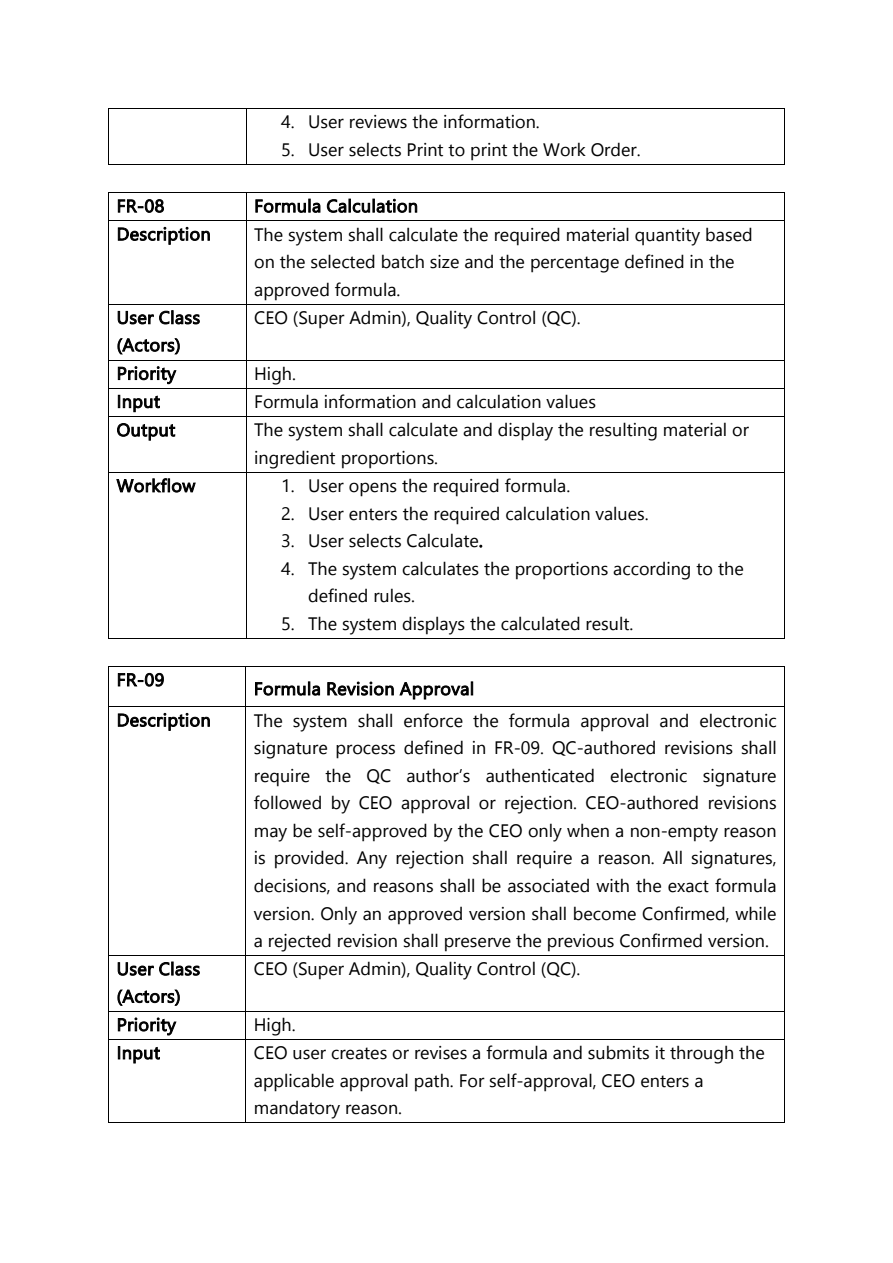 4. User reviews the information.
5. User selects Print to print the Work Order.
FR-08 Formula Calculation
Description The system shall calculate the required material quantity based
on the selected batch size and the percentage defined in the
approved formula.
User Class CEO (Super Admin), Quality Control (QC).
(Actors)
Priority High.
Input Formula information and calculation values
Output The system shall calculate and display the resulting material or
ingredient proportions.
Workflow 1. User opens the required formula.
2. User enters the required calculation values.
3. User selects Calculate.
4. The system calculates the proportions according to the
defined rules.
5. The system displays the calculated result.
FR-09 Formula Revision Approval
Description The system shall enforce the formula approval and electronic
signature process defined in FR-09. QC-authored revisions shall
require the QC author’s authenticated electronic signature
followed by CEO approval or rejection. CEO-authored revisions
may be self-approved by the CEO only when a non-empty reason
is provided. Any rejection shall require a reason. All signatures,
decisions, and reasons shall be associated with the exact formula
version. Only an approved version shall become Confirmed, while
a rejected revision shall preserve the previous Confirmed version.
User Class CEO (Super Admin), Quality Control (QC).
(Actors)
Priority High.
Input CEO user creates or revises a formula and submits it through the
applicable approval path. For self-approval, CEO enters a
mandatory reason.